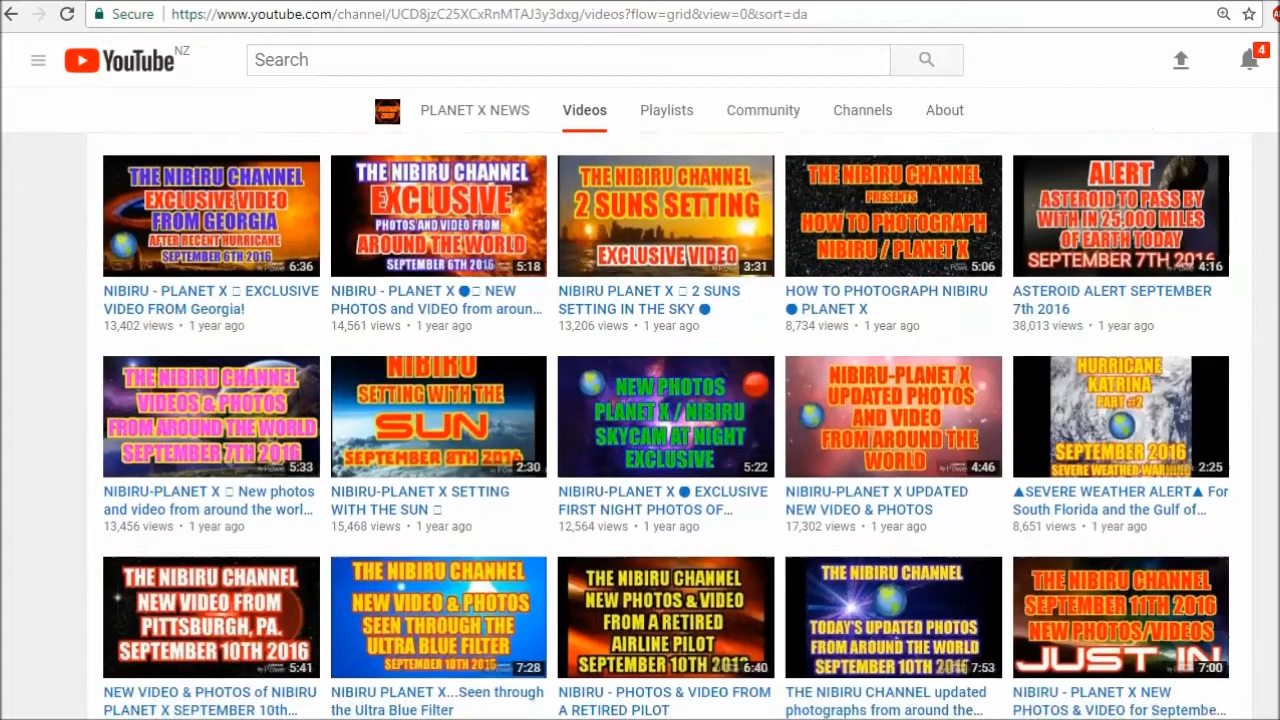 Secure
https://www.youtube.com/channel/UCD8jzC25XCxRnMTAJ3y3dxg/videos?flow=grid&view=0&sort=da
YouTube NZ
Search
4
PLANET X NEWS
Videos
Playlists
Community
Channels
About
THE NIBIRU CHANNEL
EXCLUSIVE VIDEO
FROM GEORGIA
AFTER RECENT HURRICANE
SEPTEMBER 6TH 2016
6:36
NIBIRU - PLANET X EXCLUSIVE
VIDEO FROM Georgia!
13,402 views • 1 year ago
THE NIBIRU CHANNEL
EXCLUSIVE
PHOTOS AND VIDEO FROM
AROUND THE WORLD
SEPTEMBER 6TH 2016
5:18
NIBIRU - PLANET X NEW
PHOTOS and VIDEO from aroun...
14,561 views • 1 year ago
THE NIBIRU CHANNEL
2 SUNS SETTING
EXCLUSIVE VIDEO
3:31
NIBIRU PLANET X 2 SUNS
SETTING IN THE SKY
13,206 views • 1 year ago
THE NIBIRU CHANNEL
PRESENTS
HOW TO PHOTOGRAPH
NIBIRU / PLANET X
5:06
HOW TO PHOTOGRAPH NIBIRU
PLANET X
8,734 views • 1 year ago
ALERT
ASTEROID TO PASS BY
WITH IN 25,000 MILES
OF EARTH TODAY
SEPTEMBER 7TH 2016
4:16
ASTEROID ALERT SEPTEMBER
7th 2016
38,013 views • 1 year ago
THE NIBIRU CHANNEL
VIDEOS & PHOTOS
FROM AROUND THE WORLD
SEPTEMBER 7TH 2016
5:33
NIBIRU-PLANET X New photos
and video from around the worl...
13,456 views • 1 year ago
NIBIRU
SETTING WITH THE
SUN
SEPTEMBER 8TH 2016
2:30
NIBIRU-PLANET X SETTING
WITH THE SUN
15,468 views • 1 year ago
NEW PHOTOS
PLANET X / NIBIRU
SKYCAM AT NIGHT
EXCLUSIVE
5:22
NIBIRU-PLANET X EXCLUSIVE
FIRST NIGHT PHOTOS OF...
12,564 views • 1 year ago
NIBIRU-PLANET X
UPDATED PHOTOS
AND VIDEO
FROM AROUND THE
WORLD
4:46
NIBIRU-PLANET X UPDATED
NEW VIDEO & PHOTOS
17,302 views • 1 year ago
HURRICANE
KATRINA
PART #2
SEPTEMBER 2016
SEVERE WEATHER WARNING
2:25
▲SEVERE WEATHER ALERT▲ For
South Florida and the Gulf of...
8,651 views • 1 year ago
THE NIBIRU CHANNEL
NEW VIDEO FROM
PITTSBURGH, PA.
SEPTEMBER 10TH 2016
5:41
NEW VIDEO & PHOTOS of NIBIRU
PLANET X SEPTEMBER 10th...
THE NIBIRU CHANNEL
NEW VIDEO & PHOTOS
SEEN THROUGH THE
ULTRA BLUE FILTER
SEPTEMBER 10TH 2016
7:28
NIBIRU PLANET X...Seen through
the Ultra Blue Filter
THE NIBIRU CHANNEL
NEW PHOTOS & VIDEO
FROM A RETIRED
AIRLINE PILOT
SEPTEMBER 10TH 2016
6:40
NIBIRU - PHOTOS & VIDEO FROM
A RETIRED PILOT
THE NIBIRU CHANNEL
TODAY'S UPDATED PHOTOS
FROM AROUND THE WORLD
SEPTEMBER 10TH 2016
7:53
THE NIBIRU CHANNEL updated
photographs from around the...
THE NIBIRU CHANNEL
SEPTEMBER 11TH 2016
NEW PHOTOS/VIDEOS
JUST IN
7:00
NIBIRU - PLANET X NEW
PHOTOS & VIDEO for Septembe...